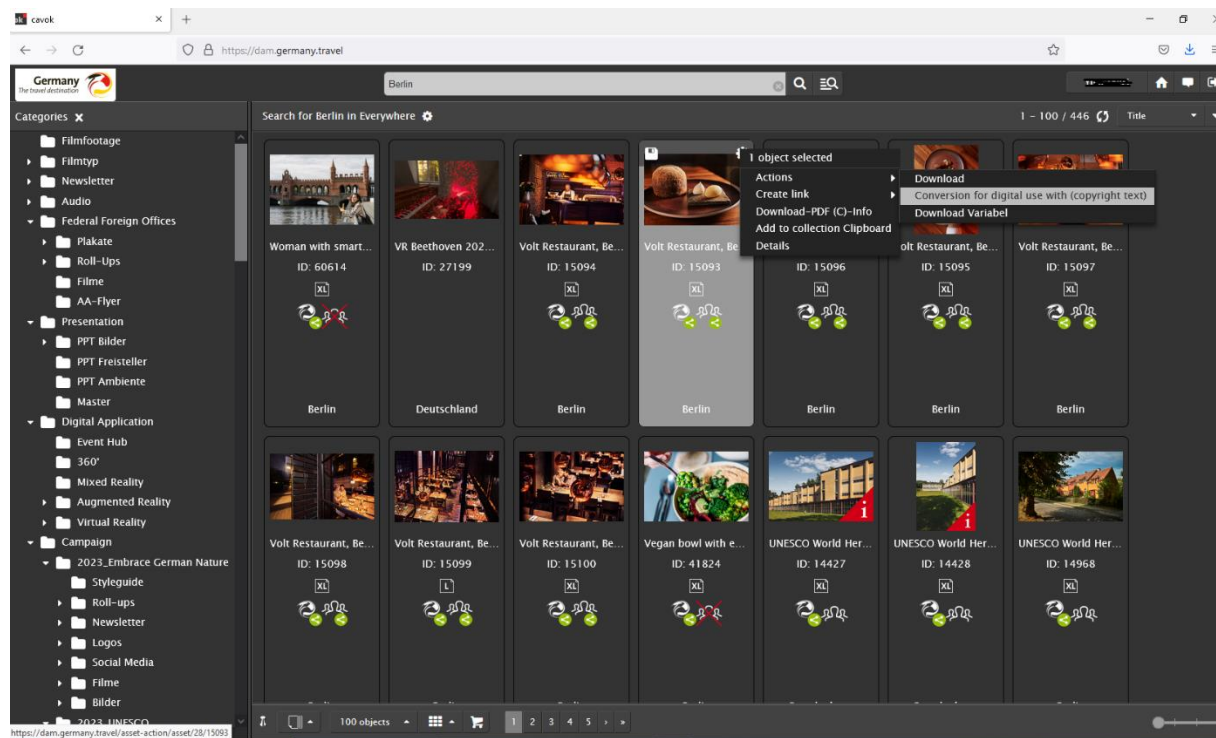 cavok
https://dam.germany.travel
Germany
The travel destination
Berlin
Categories
Search for Berlin in Everywhere
1 - 100 / 446
Title
Filmfootage
Filmtyp
Newsletter
Audio
Federal Foreign Offices
Plakate
Roll-Ups
Filme
AA-Flyer
Presentation
PPT Bilder
PPT Freisteller
PPT Ambiente
Master
Digital Application
Event Hub
360°
Mixed Reality
Augmented Reality
Virtual Reality
Campaign
2023_Embrace German Nature
Styleguide
Roll-ups
Newsletter
Logos
Social Media
Filme
Bilder
2023_UNESCO
https://dam.germany.travel/asset-action/asset/28/15093
1 object selected
Actions
Create link
Download-PDF (C)-Info
Add to collection Clipboard
Details
Download
Conversion for digital use with (copyright text)
Download Variabel
Woman with smart...
ID: 60614
XL
Berlin
VR Beethoven 202...
ID: 27199
Deutschland
Volt Restaurant, Be...
ID: 15094
XL
Berlin
Volt Restaurant, Be
ID: 15093
XL
Berlin
ID: 15096
XL
Berlin
olt Restaurant, Be...
ID: 15095
XL
Berlin
Volt Restaurant, Be...
ID: 15097
XL
Berlin
Volt Restaurant, Be...
ID: 15098
XL
Volt Restaurant, Be...
ID: 15099
L
Volt Restaurant, Be...
ID: 15100
XL
Vegan bowl with e...
ID: 41824
XL
UNESCO World Her...
ID: 14427
XL
UNESCO World Her...
ID: 14428
XL
UNESCO World Her...
ID: 14968
XL
100 objects
1 2 3 4 5 › »